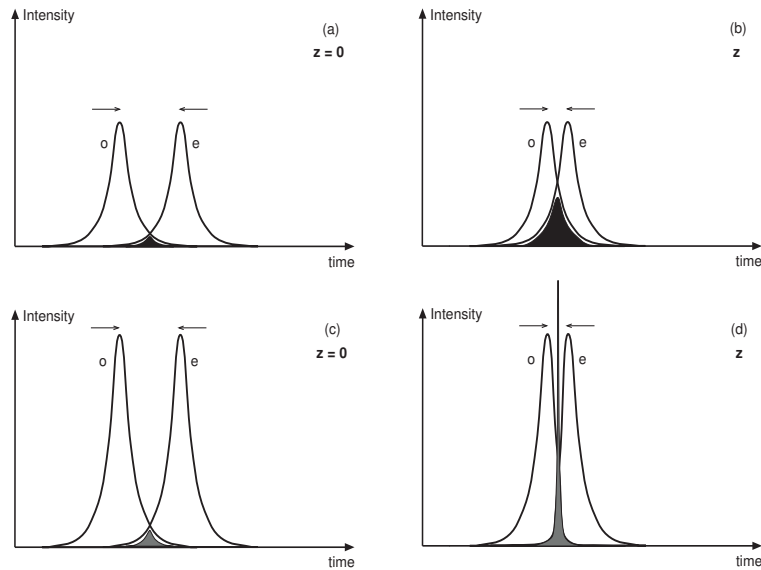 Intensity
(a)
z = 0
o
e
time
Intensity
(b)
z
o
e
time
Intensity
(c)
z = 0
o
e
time
Intensity
(d)
z
o
e
time